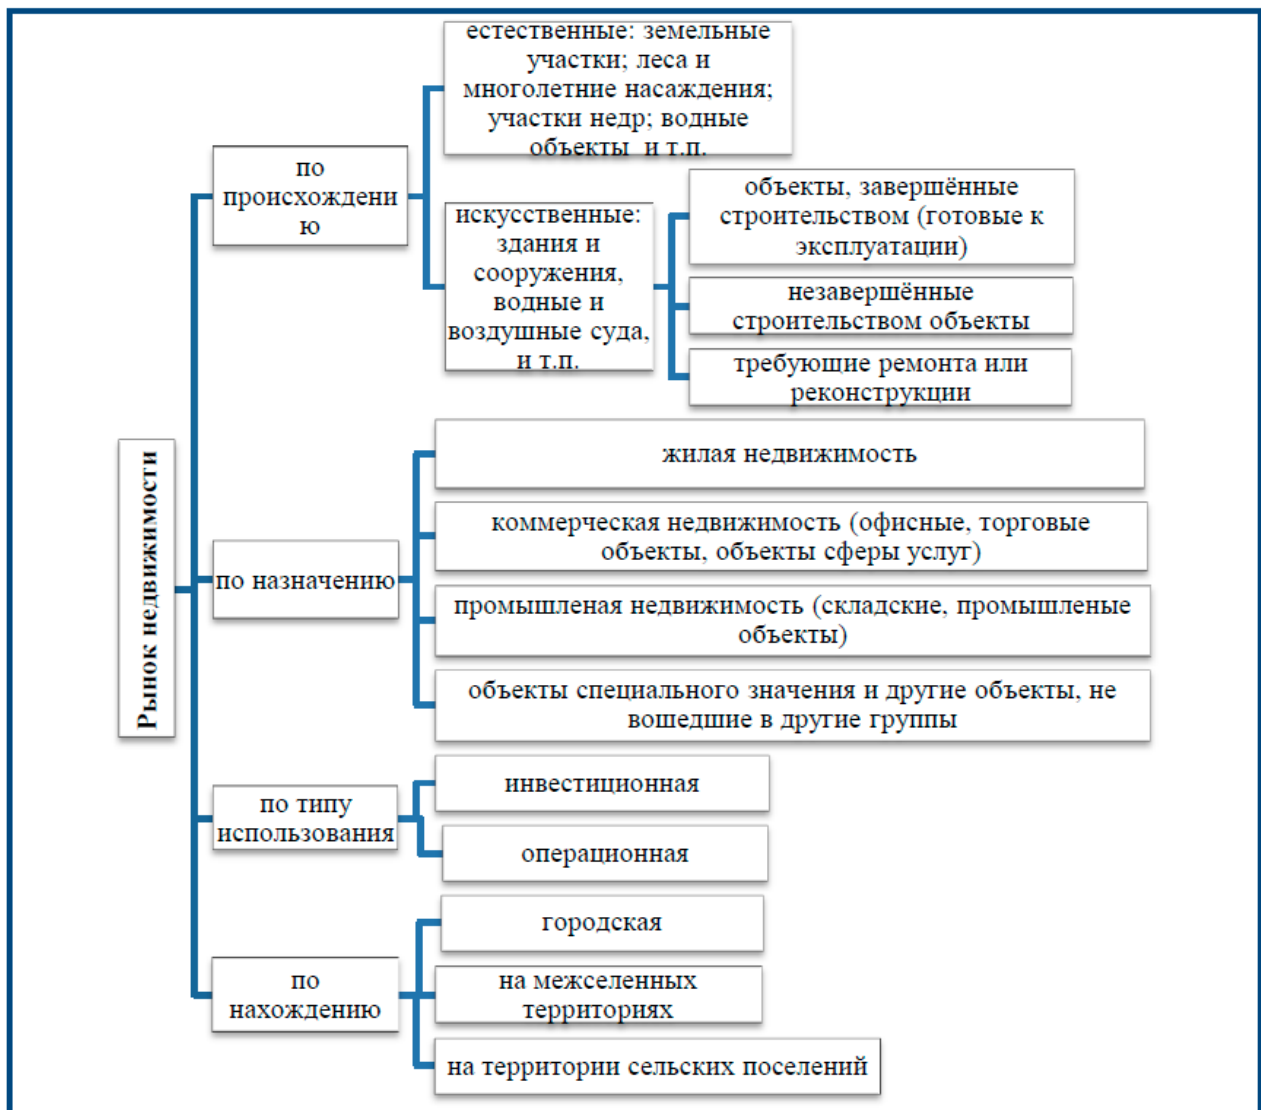 Рынок недвижимости
по
происхождени
ю
естественные: земельные
участки; леса и
многолетние насаждения;
участки недр; водные
объекты и т.п.
искусственные:
здания и
сооружения,
водные и
воздушные суда,
и т.п.
объекты, завершённые
строительством (готовые к
эксплуатации)
незавершённые
строительством объекты
требующие ремонта или
реконструкции
по назначению
жилая недвижимость
коммерческая недвижимость (офисные, торговые
объекты, объекты сферы услуг)
промышленая недвижимость (складские, промышленые
объекты)
объекты специального значения и другие объекты, не
вошедшие в другие группы
по типу
использования
инвестиционная
операционная
по
нахождению
городская
на межселенных
территориях
на территории сельских поселений